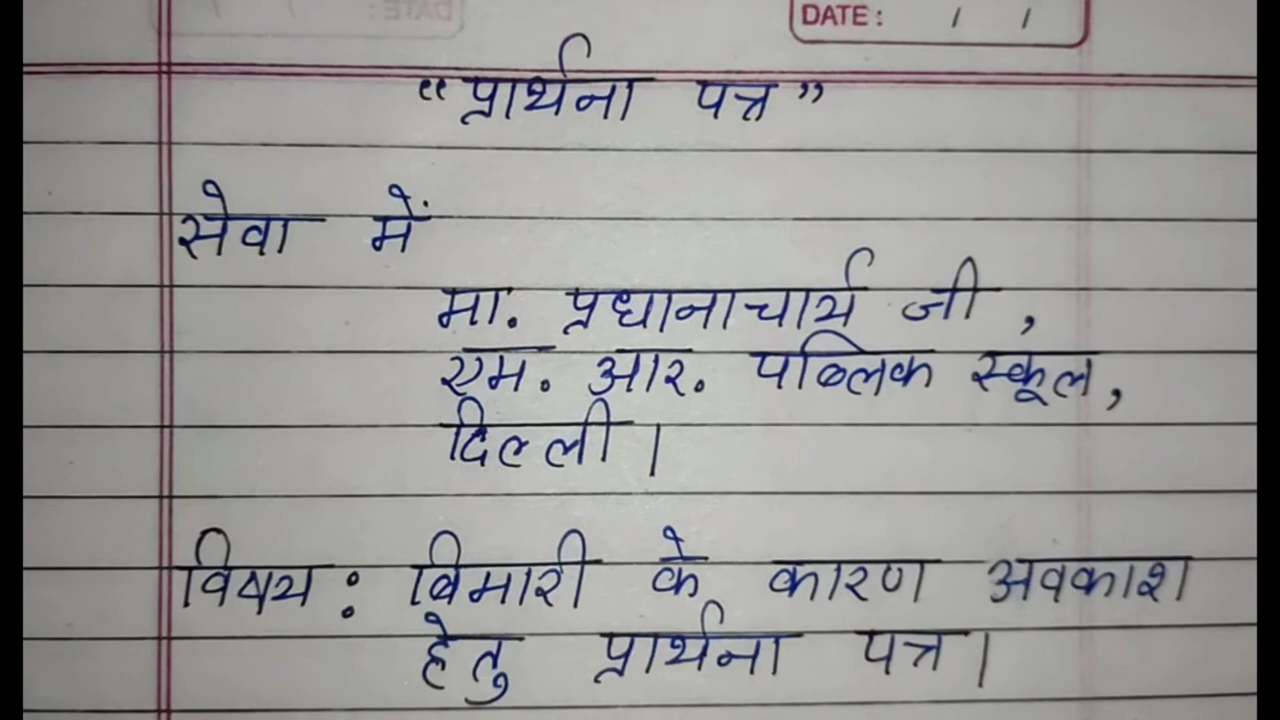 DATE: / /
“प्रार्थना पत्र”
सेवा में
मा. प्रधानाचार्य जी ,
एम. आर. पब्लिक स्कूल,
दिल्ली।
विषय : बिमारी के कारण अवकाश
हेतु प्रार्थना पत्र।